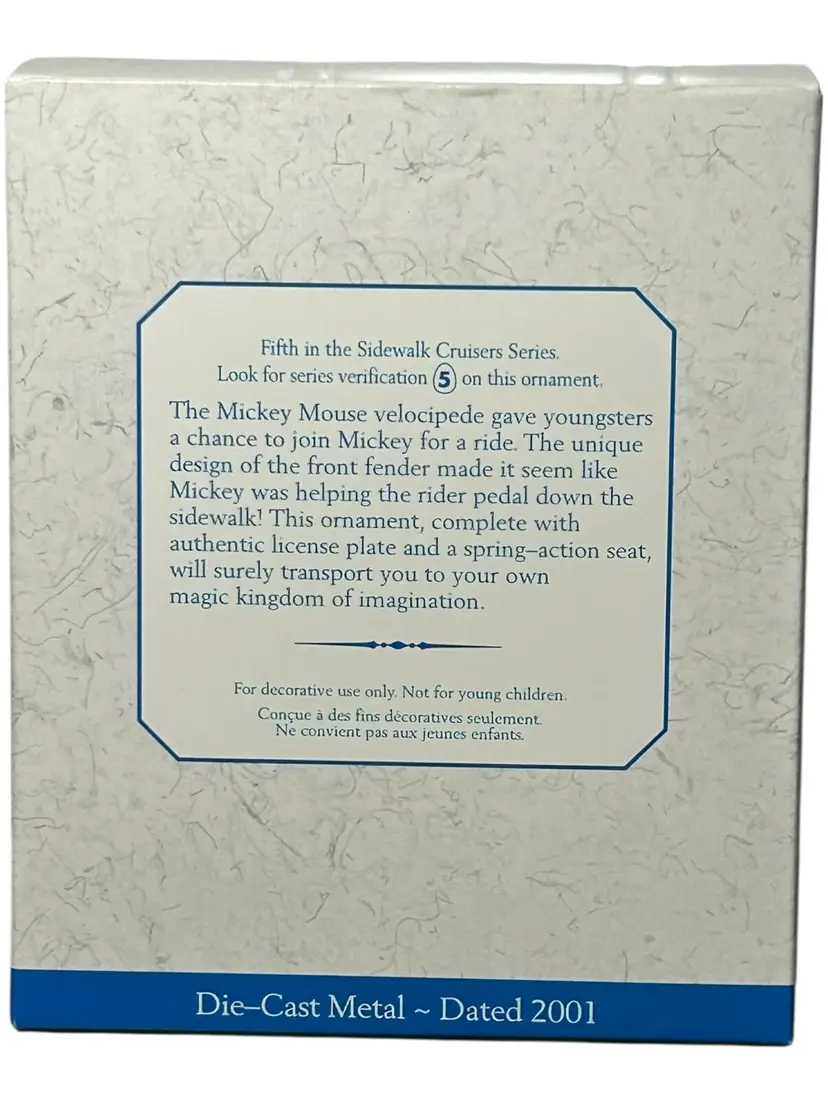 Fifth in the Sidewalk Cruisers Series.
Look for series verification 5 on this ornament.
The Mickey Mouse velocipede gave youngsters
a chance to join Mickey for a ride. The unique
design of the front fender made it seem like
Mickey was helping the rider pedal down the
sidewalk! This ornament, complete with
authentic license plate and a spring–action seat,
will surely transport you to your own
magic kingdom of imagination.
For decorative use only. Not for young children.
Conçue à des fins décoratives seulement.
Ne convient pas aux jeunes enfants.
Die–Cast Metal ~ Dated 2001